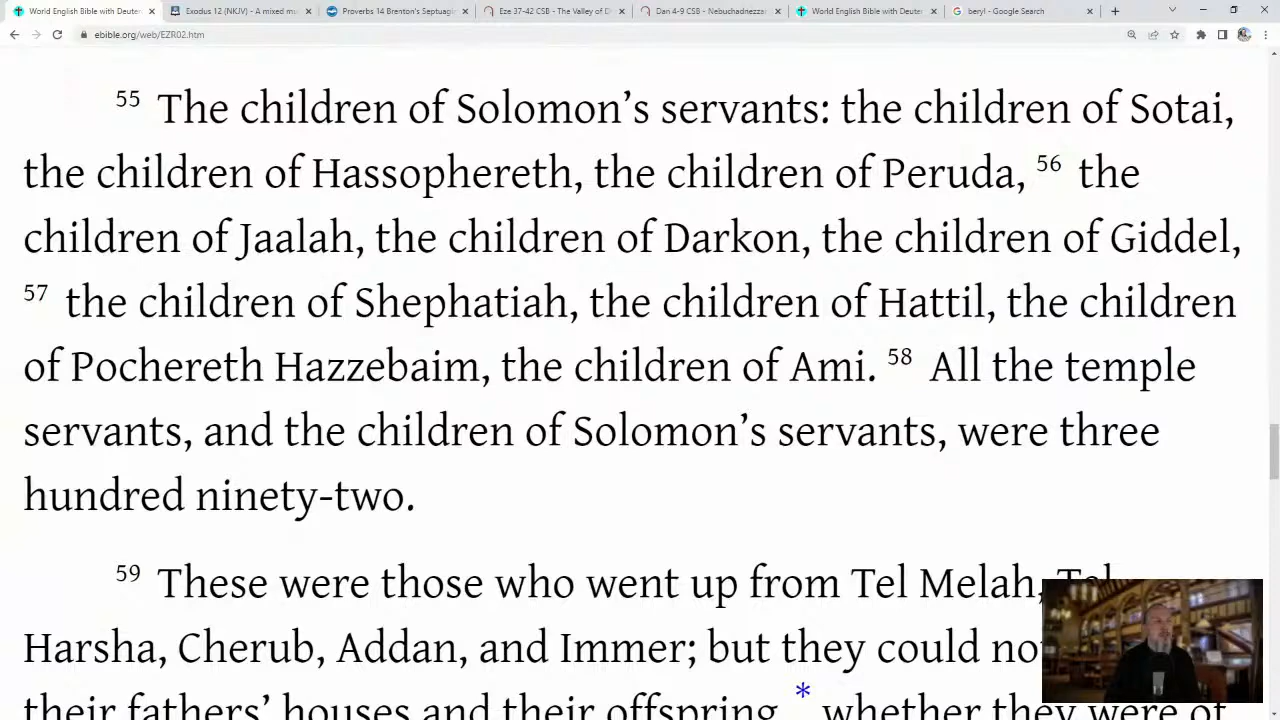 World English Bible with Deuter
Exodus 12 (NKJV) - A mixed mu
Proverbs 14 Brenton's Septuagi
Eze 37-42 CSB - The Valley of D
Dan 4-9 CSB - Nebuchadnezza
World English Bible with Deuter
beryl - Google Search
ebible.org/web/EZR02.htm
55 The children of Solomon’s servants: the children of Sotai,
the children of Hassophereth, the children of Peruda, 56 the
children of Jaalah, the children of Darkon, the children of Giddel,
57 the children of Shephatiah, the children of Hattil, the children
of Pochereth Hazzebaim, the children of Ami. 58 All the temple
servants, and the children of Solomon’s servants, were three
hundred ninety-two.
59 These were those who went up from Tel Melah, Tel
Harsha, Cherub, Addan, and Immer; but they could no
their fathers’ houses and their offspring, * whether they were of